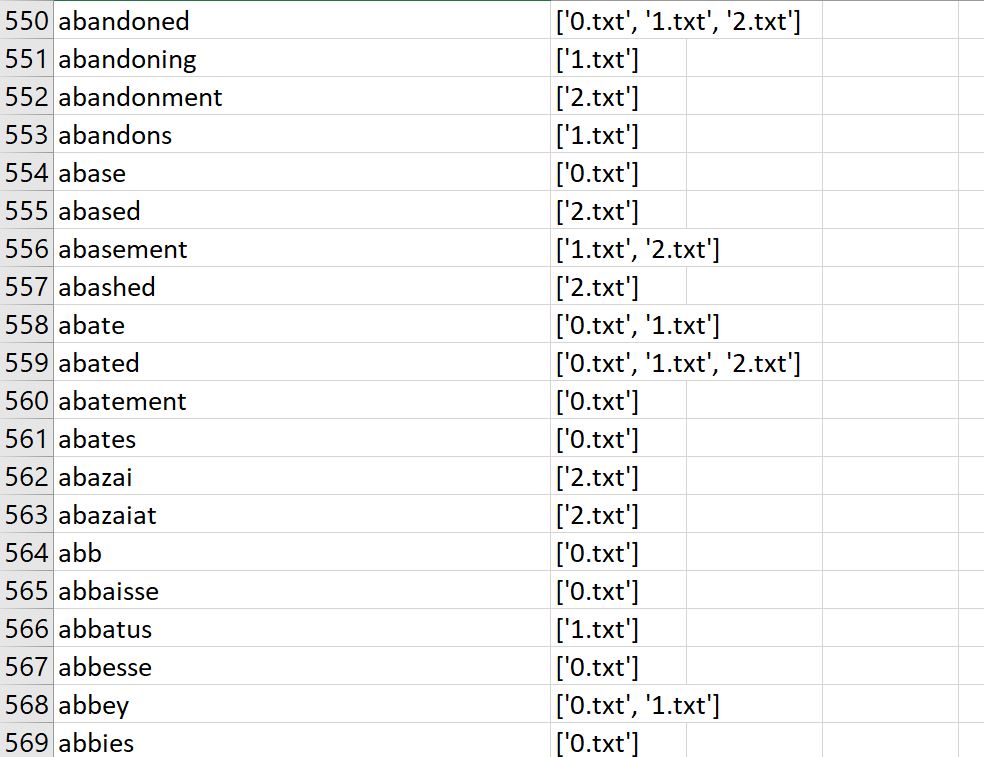 550 abandoned ['0.txt', '1.txt', '2.txt']
551 abandoning ['1.txt']
552 abandonment ['2.txt']
553 abandons ['1.txt']
554 abase ['0.txt']
555 abased ['2.txt']
556 abasement ['1.txt', '2.txt']
557 abashed ['2.txt']
558 abate ['0.txt', '1.txt']
559 abated ['0.txt', '1.txt', '2.txt']
560 abatement ['0.txt']
561 abates ['0.txt']
562 abazai ['2.txt']
563 abazaiat ['2.txt']
564 abb ['0.txt']
565 abbaisse ['0.txt']
566 abbatus ['1.txt']
567 abbesse ['0.txt']
568 abbey ['0.txt', '1.txt']
569 abbies ['0.txt']